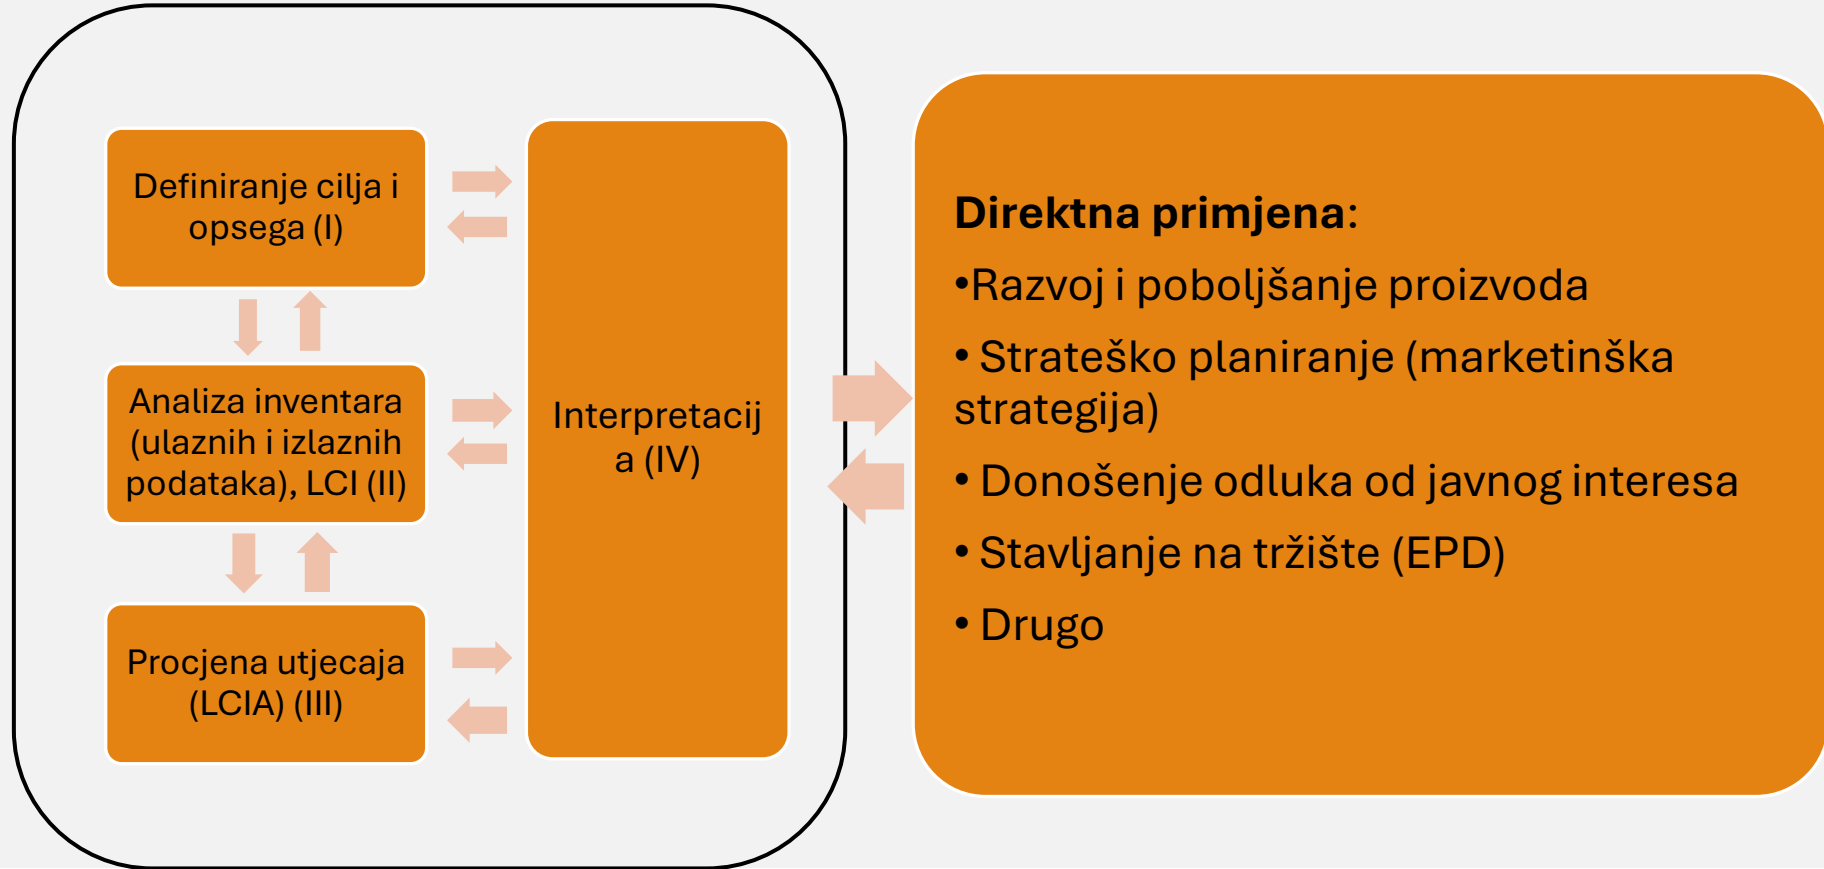 Definiranje cilja i
opsega (I)
Analiza inventara
(ulaznih i izlaznih
podataka), LCI (II)
Procjena utjecaja
(LCIA) (III)
Interpretacij
a (IV)
Direktna primjena:
•Razvoj i poboljšanje proizvoda
• Strateško planiranje (marketinška
strategija)
• Donošenje odluka od javnog interesa
• Stavljanje na tržište (EPD)
• Drugo